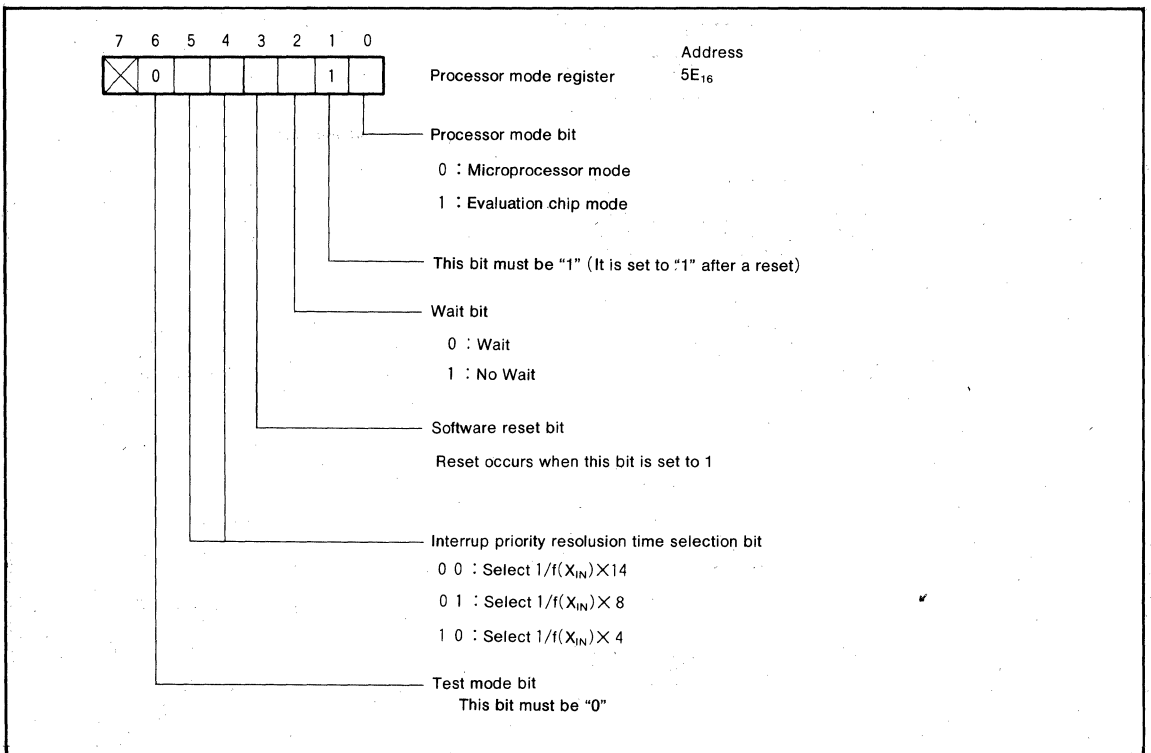 7 6 5 4 3 2 1 0
Address
0 1 Processor mode register 5E₁₆
Processor mode bit
0 : Microprocessor mode
1 : Evaluation chip mode
This bit must be “1” (It is set to “1” after a reset)
Wait bit
0 : Wait
1 : No Wait
Software reset bit
Reset occurs when this bit is set to 1
Interrup priority resolusion time selection bit
0 0 : Select 1/f(X_IN)×14
0 1 : Select 1/f(X_IN)× 8
1 0 : Select 1/f(X_IN)× 4
Test mode bit
This bit must be “0”